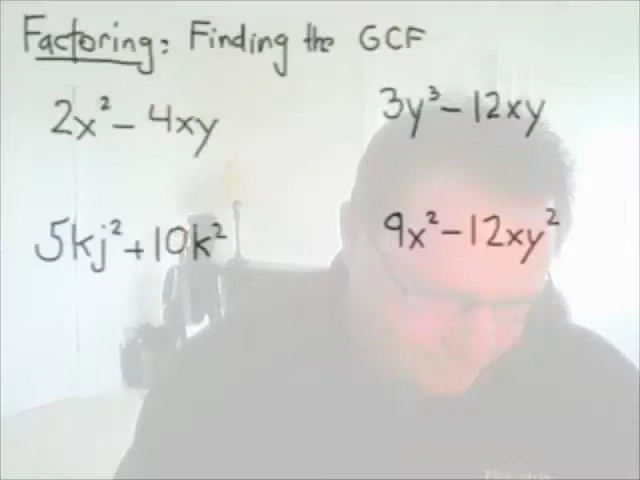 Factoring: Finding the GCF
2x² - 4xy
3y³ - 12xy
5kj² + 10k²
9x² - 12xy²